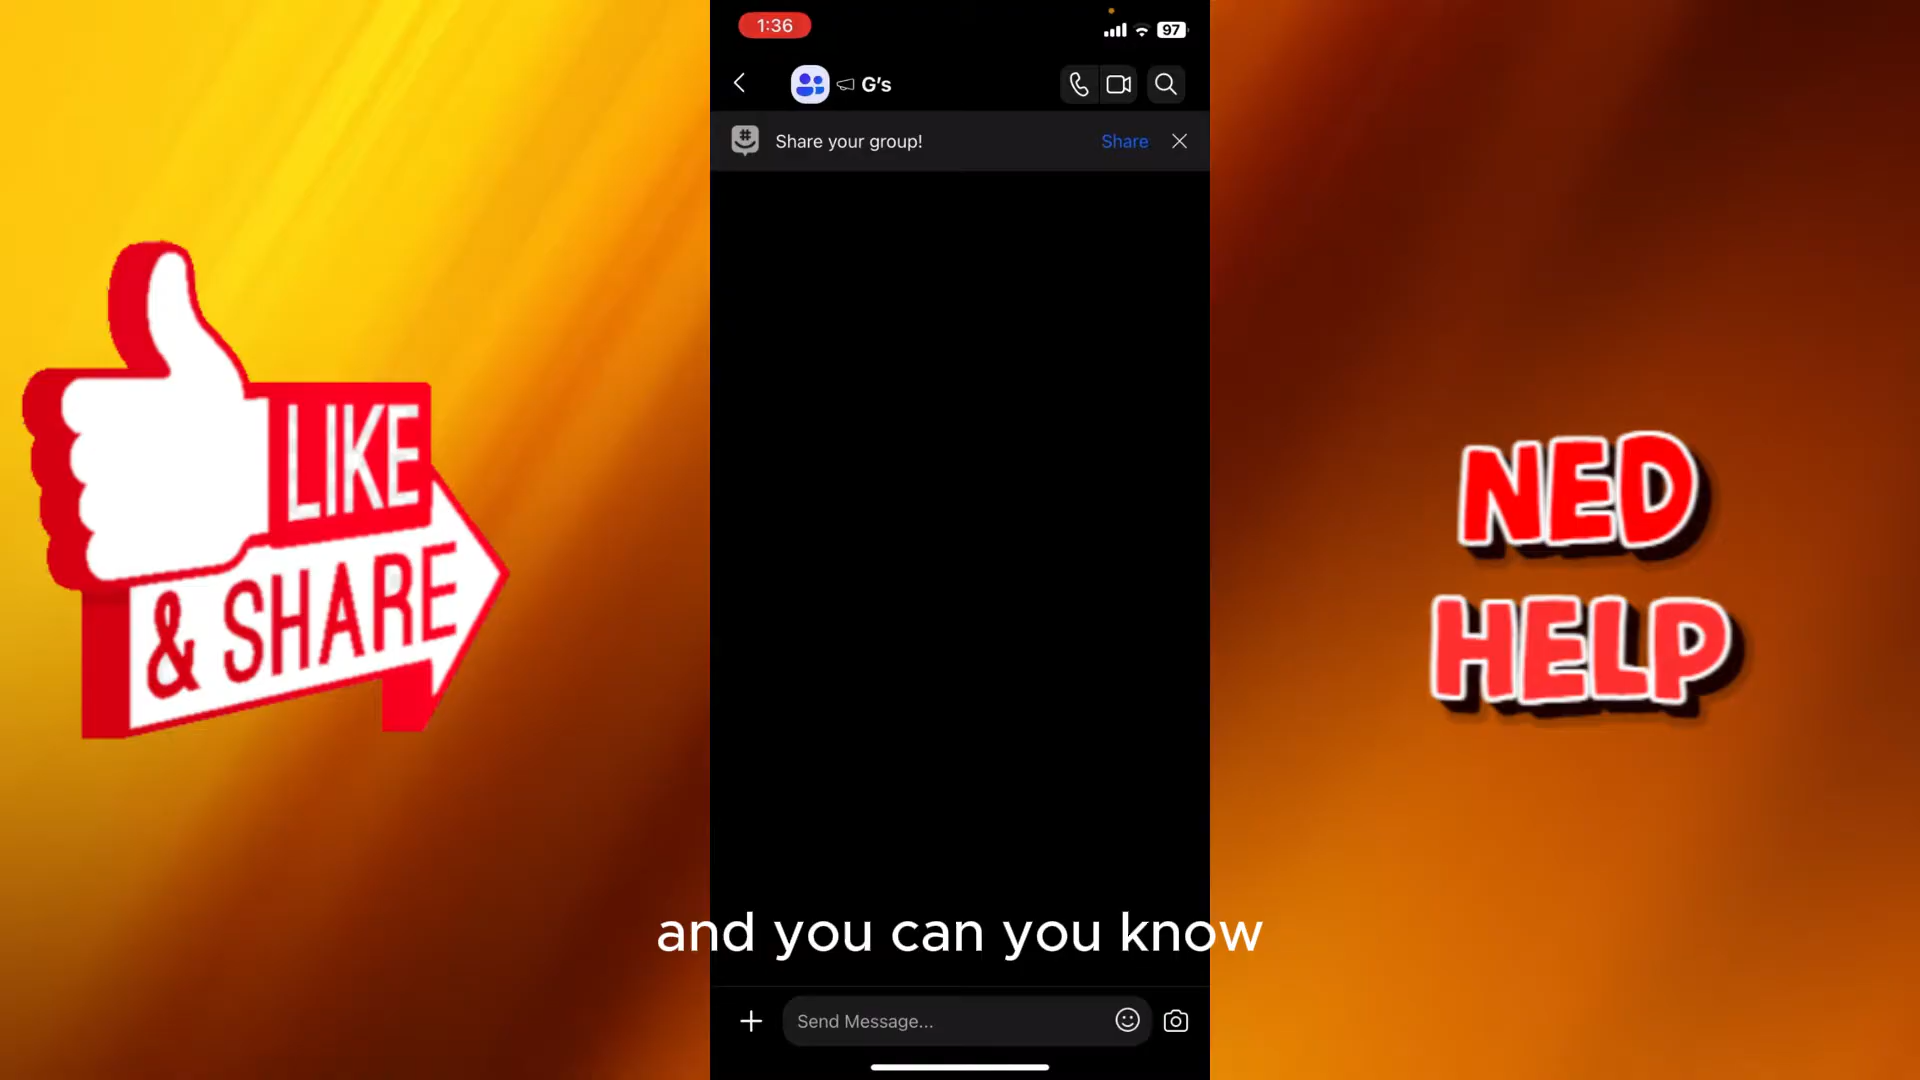 1:36
97
G's
#
Share your group!
Share
LIKE
& SHARE
NED
HELP
and you can you know
Send Message...